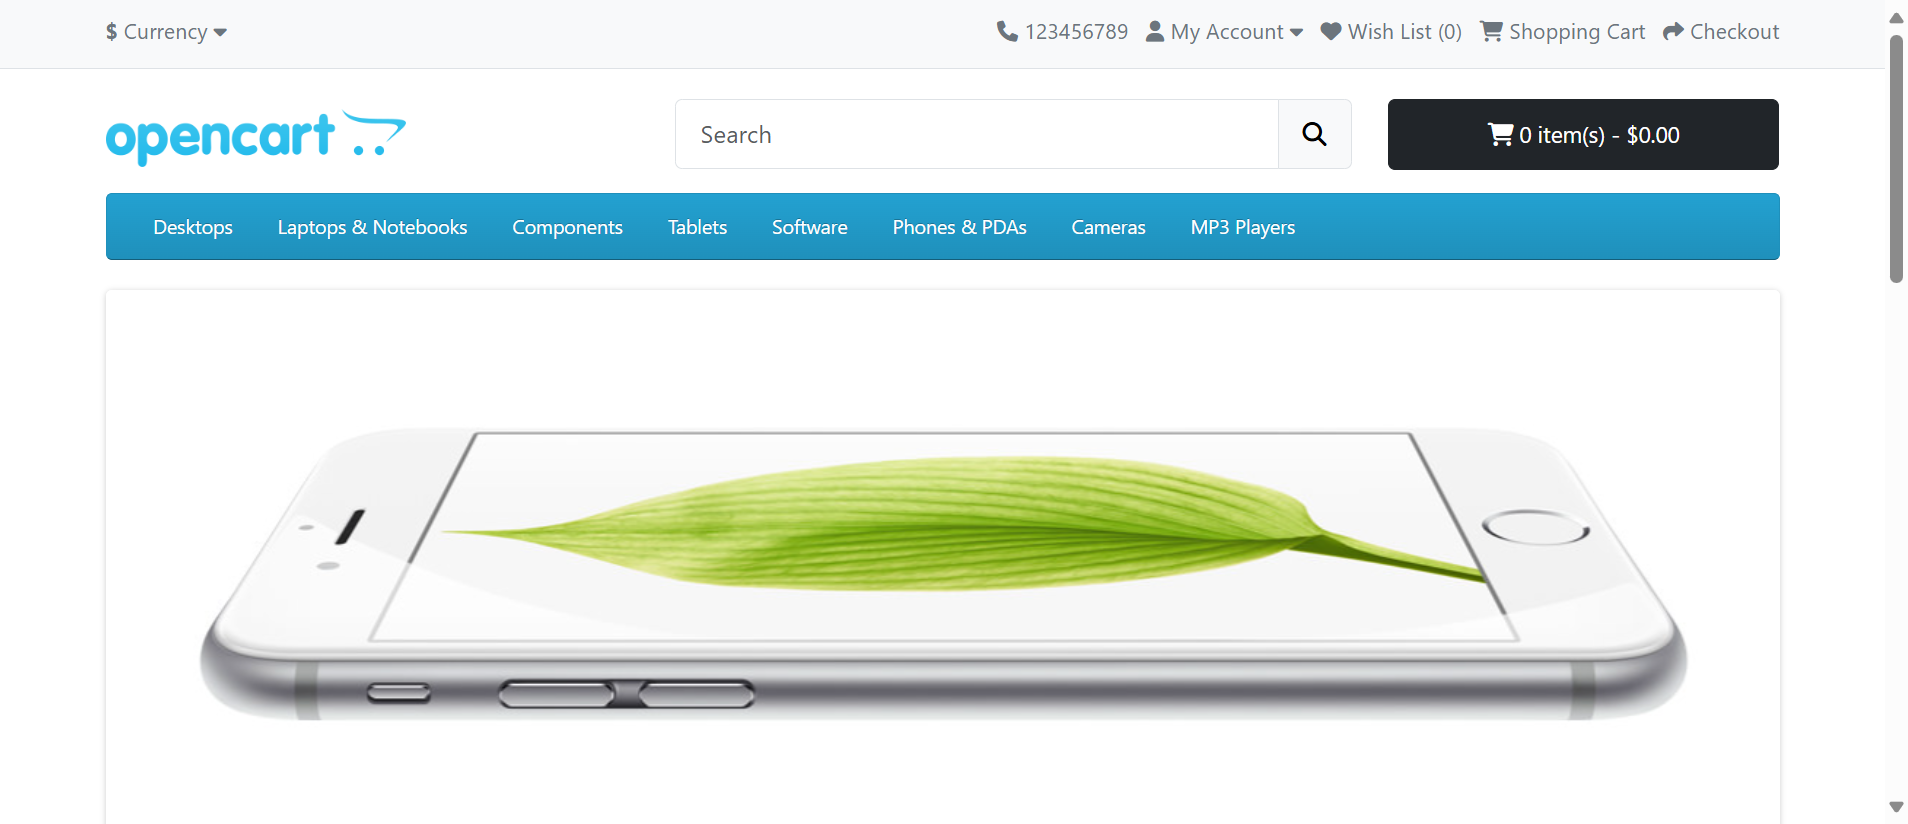 $ Currency 123456789 My Account Wish List (0) Shopping Cart Checkout
opencart Search 0 item(s) - $0.00
Desktops Laptops & Notebooks Components Tablets Software Phones & PDAs Cameras MP3 Players